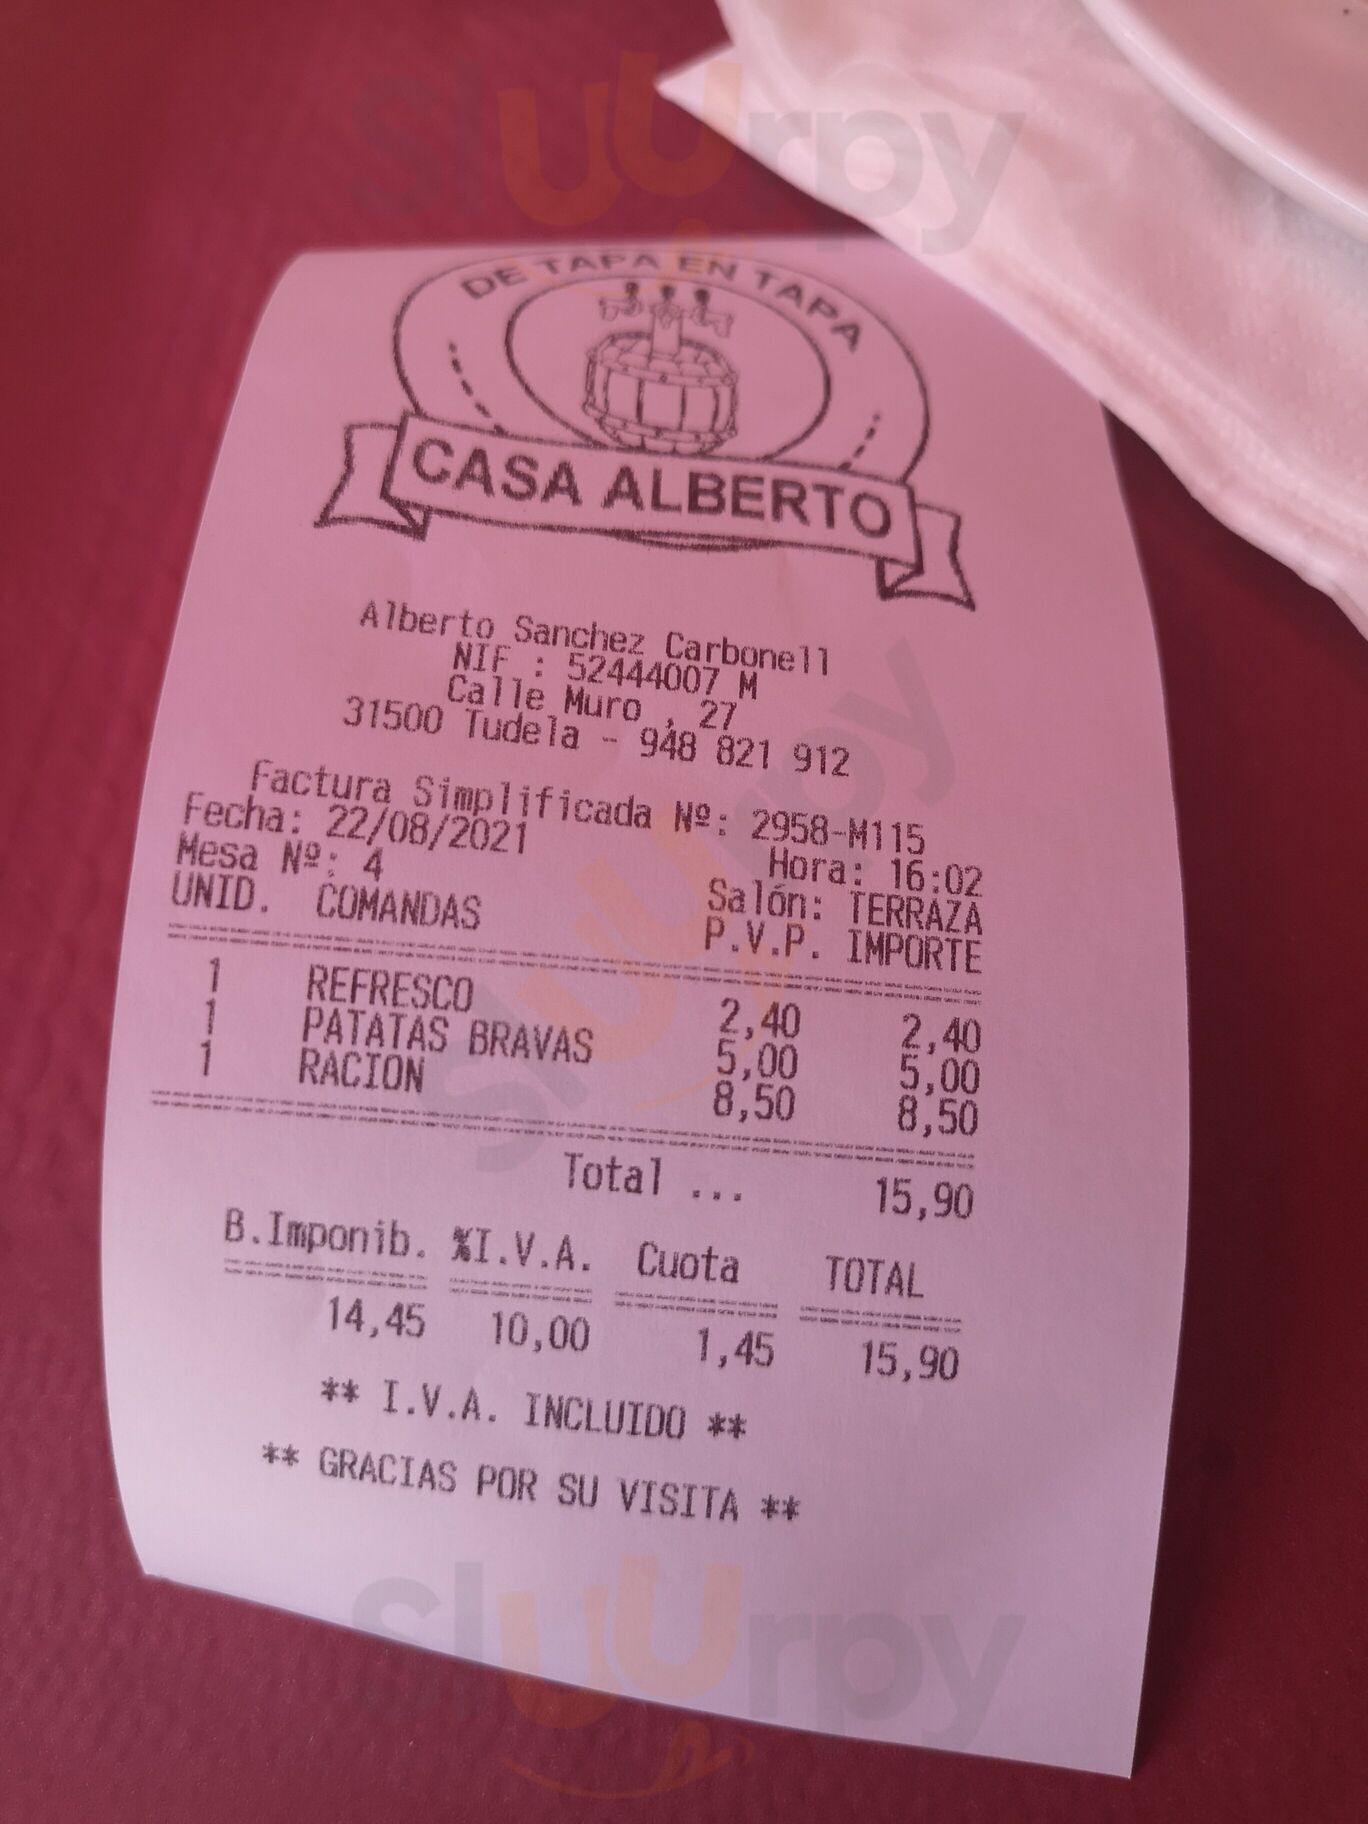 sluurpy
DE TAPA EN TAPA
CASA ALBERTO
Alberto Sanchez Carbonell
NIF : 52444007 M
Calle Muro , 27
31500 Tudela - 948 821 912
Factura Simplificada Nº: 2958-M115
Fecha: 22/08/2021 Hora: 16:02
Mesa Nº: 4 Salón: TERRAZA
UNID. COMANDAS P.V.P. IMPORTE
1 REFRESCO 2,40 2,40
1 PATATAS BRAVAS 5,00 5,00
1 RACION 8,50 8,50
Total ... 15,90
B.Imponib. %I.V.A. Cuota TOTAL
14,45 10,00 1,45 15,90
** I.V.A. INCLUIDO **
** GRACIAS POR SU VISITA **
sluurpy
sluurpy